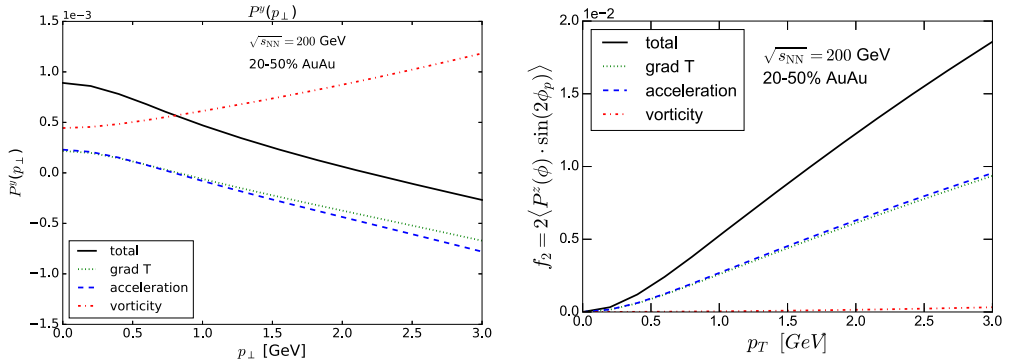 1e−3
P^y(p_⊥)
√s_NN = 200 GeV
20-50% AuAu
1.5
1.0
0.5
0.0
−0.5
−1.0
−1.5
P^y(p_⊥)
total
grad T
acceleration
vorticity
0.0 0.5 1.0 1.5 2.0 2.5 3.0
p_⊥ [GeV]
1e−2
2.0
1.5
1.0
0.5
0.0
f_2 = 2⟨P^z(φ) · sin(2φ_p)⟩
total
grad T
acceleration
vorticity
√s_NN = 200 GeV
20-50% AuAu
0.0 0.5 1.0 1.5 2.0 2.5 3.0
p_T [GeV]